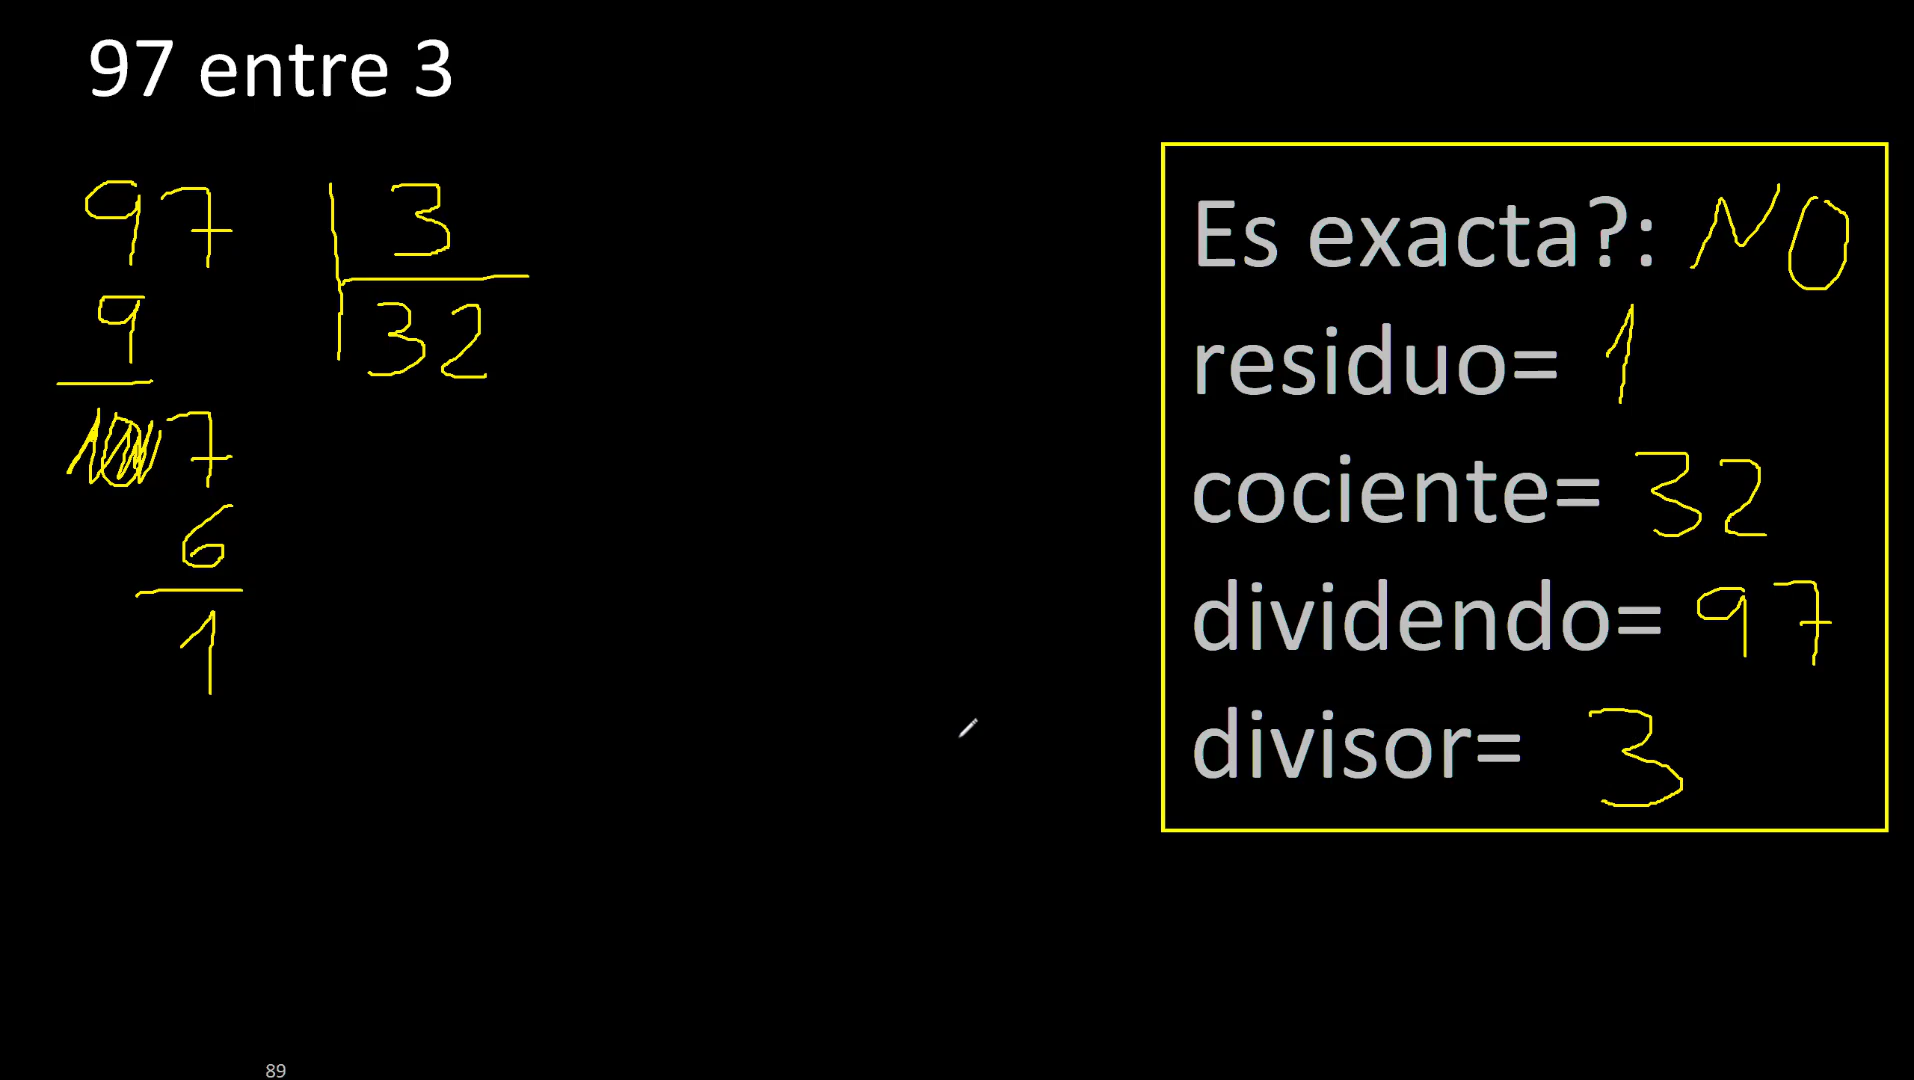 97 entre 3
97 3
9 32
7
6
1
Es exacta?: NO
residuo= 1
cociente= 32
dividendo= 97
divisor= 3
89